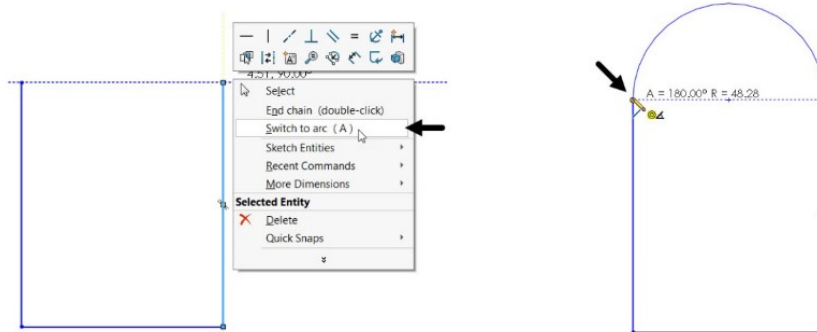 4.51, 90.00°
Select
End chain (double-click)
Switch to arc (A)
Sketch Entities
Recent Commands
More Dimensions
Selected Entity
Delete
Quick Snaps
A = 180.00° R = 48.28